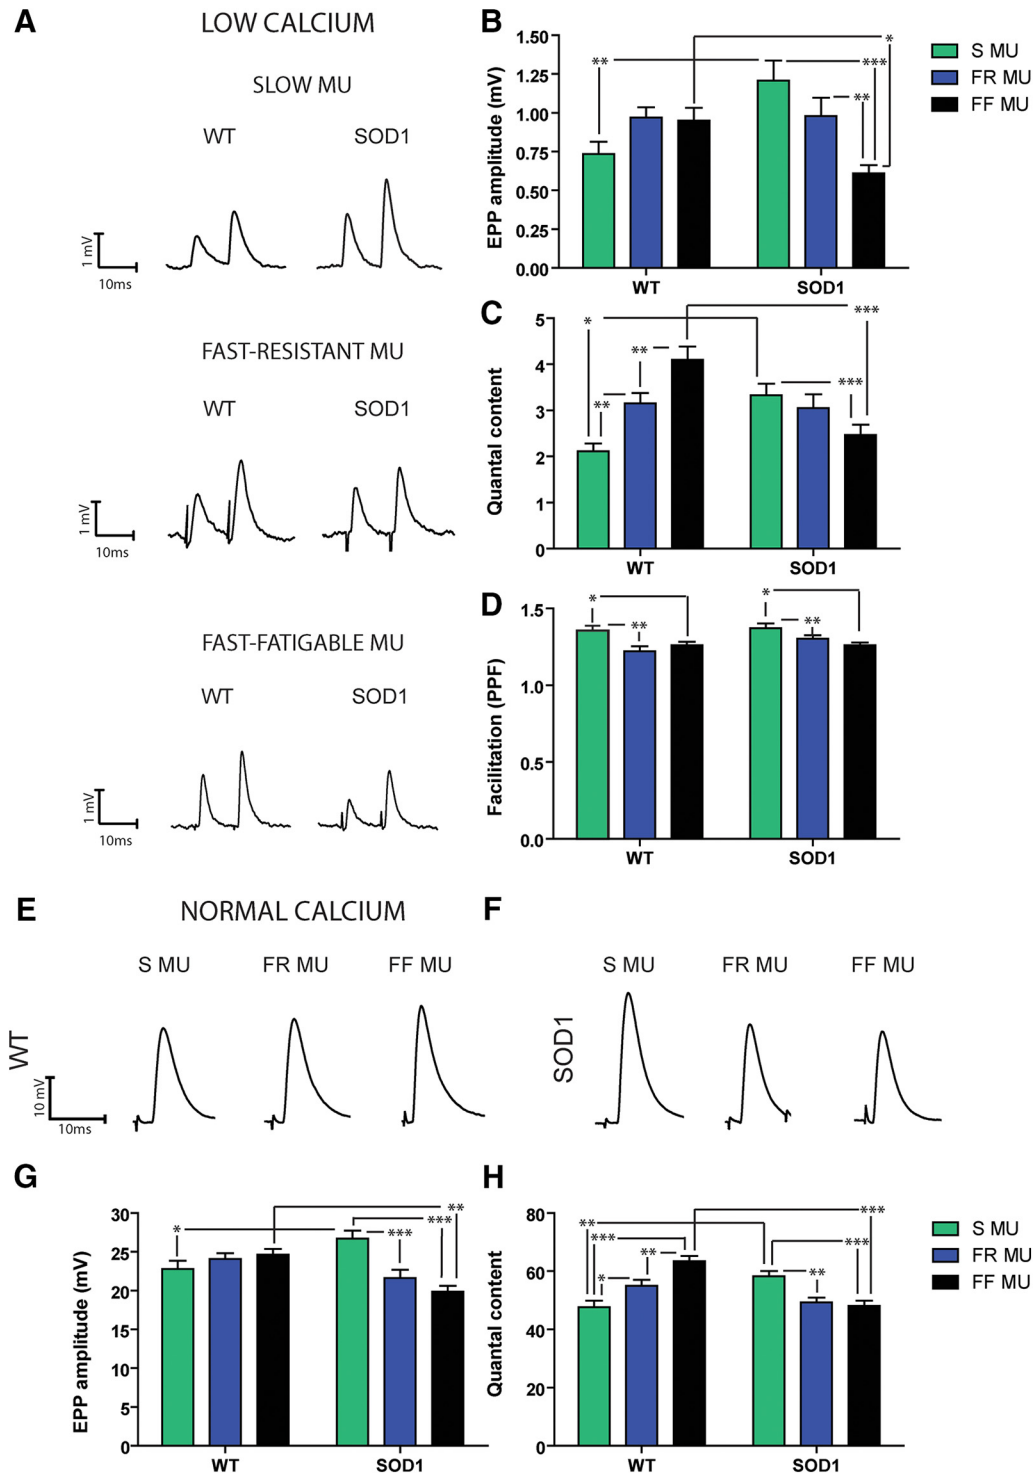 A
LOW CALCIUM
SLOW MU
WT
SOD1
1 mV
10ms
FAST-RESISTANT MU
WT
SOD1
1 mV
10ms
FAST-FATIGABLE MU
WT
SOD1
1 mV
10ms
B
EPP amplitude (mV)
1.50
1.25
1.00
0.75
0.50
0.25
0.00
**
*
***
**
WT
SOD1
S MU
FR MU
FF MU
C
Quantal content
5
4
3
2
1
0
*
**
**
***
***
WT
SOD1
D
Facilitation (PPF)
1.5
1.0
0.5
0.0
*
**
*
**
WT
SOD1
E
NORMAL CALCIUM
S MU
FR MU
FF MU
WT
10 mV
10ms
F
S MU
FR MU
FF MU
SOD1
G
EPP amplitude (mV)
30
25
20
15
10
5
0
*
***
***
**
WT
SOD1
H
Quantal content
80
60
40
20
0
**
***
*
**
***
***
**
WT
SOD1
S MU
FR MU
FF MU